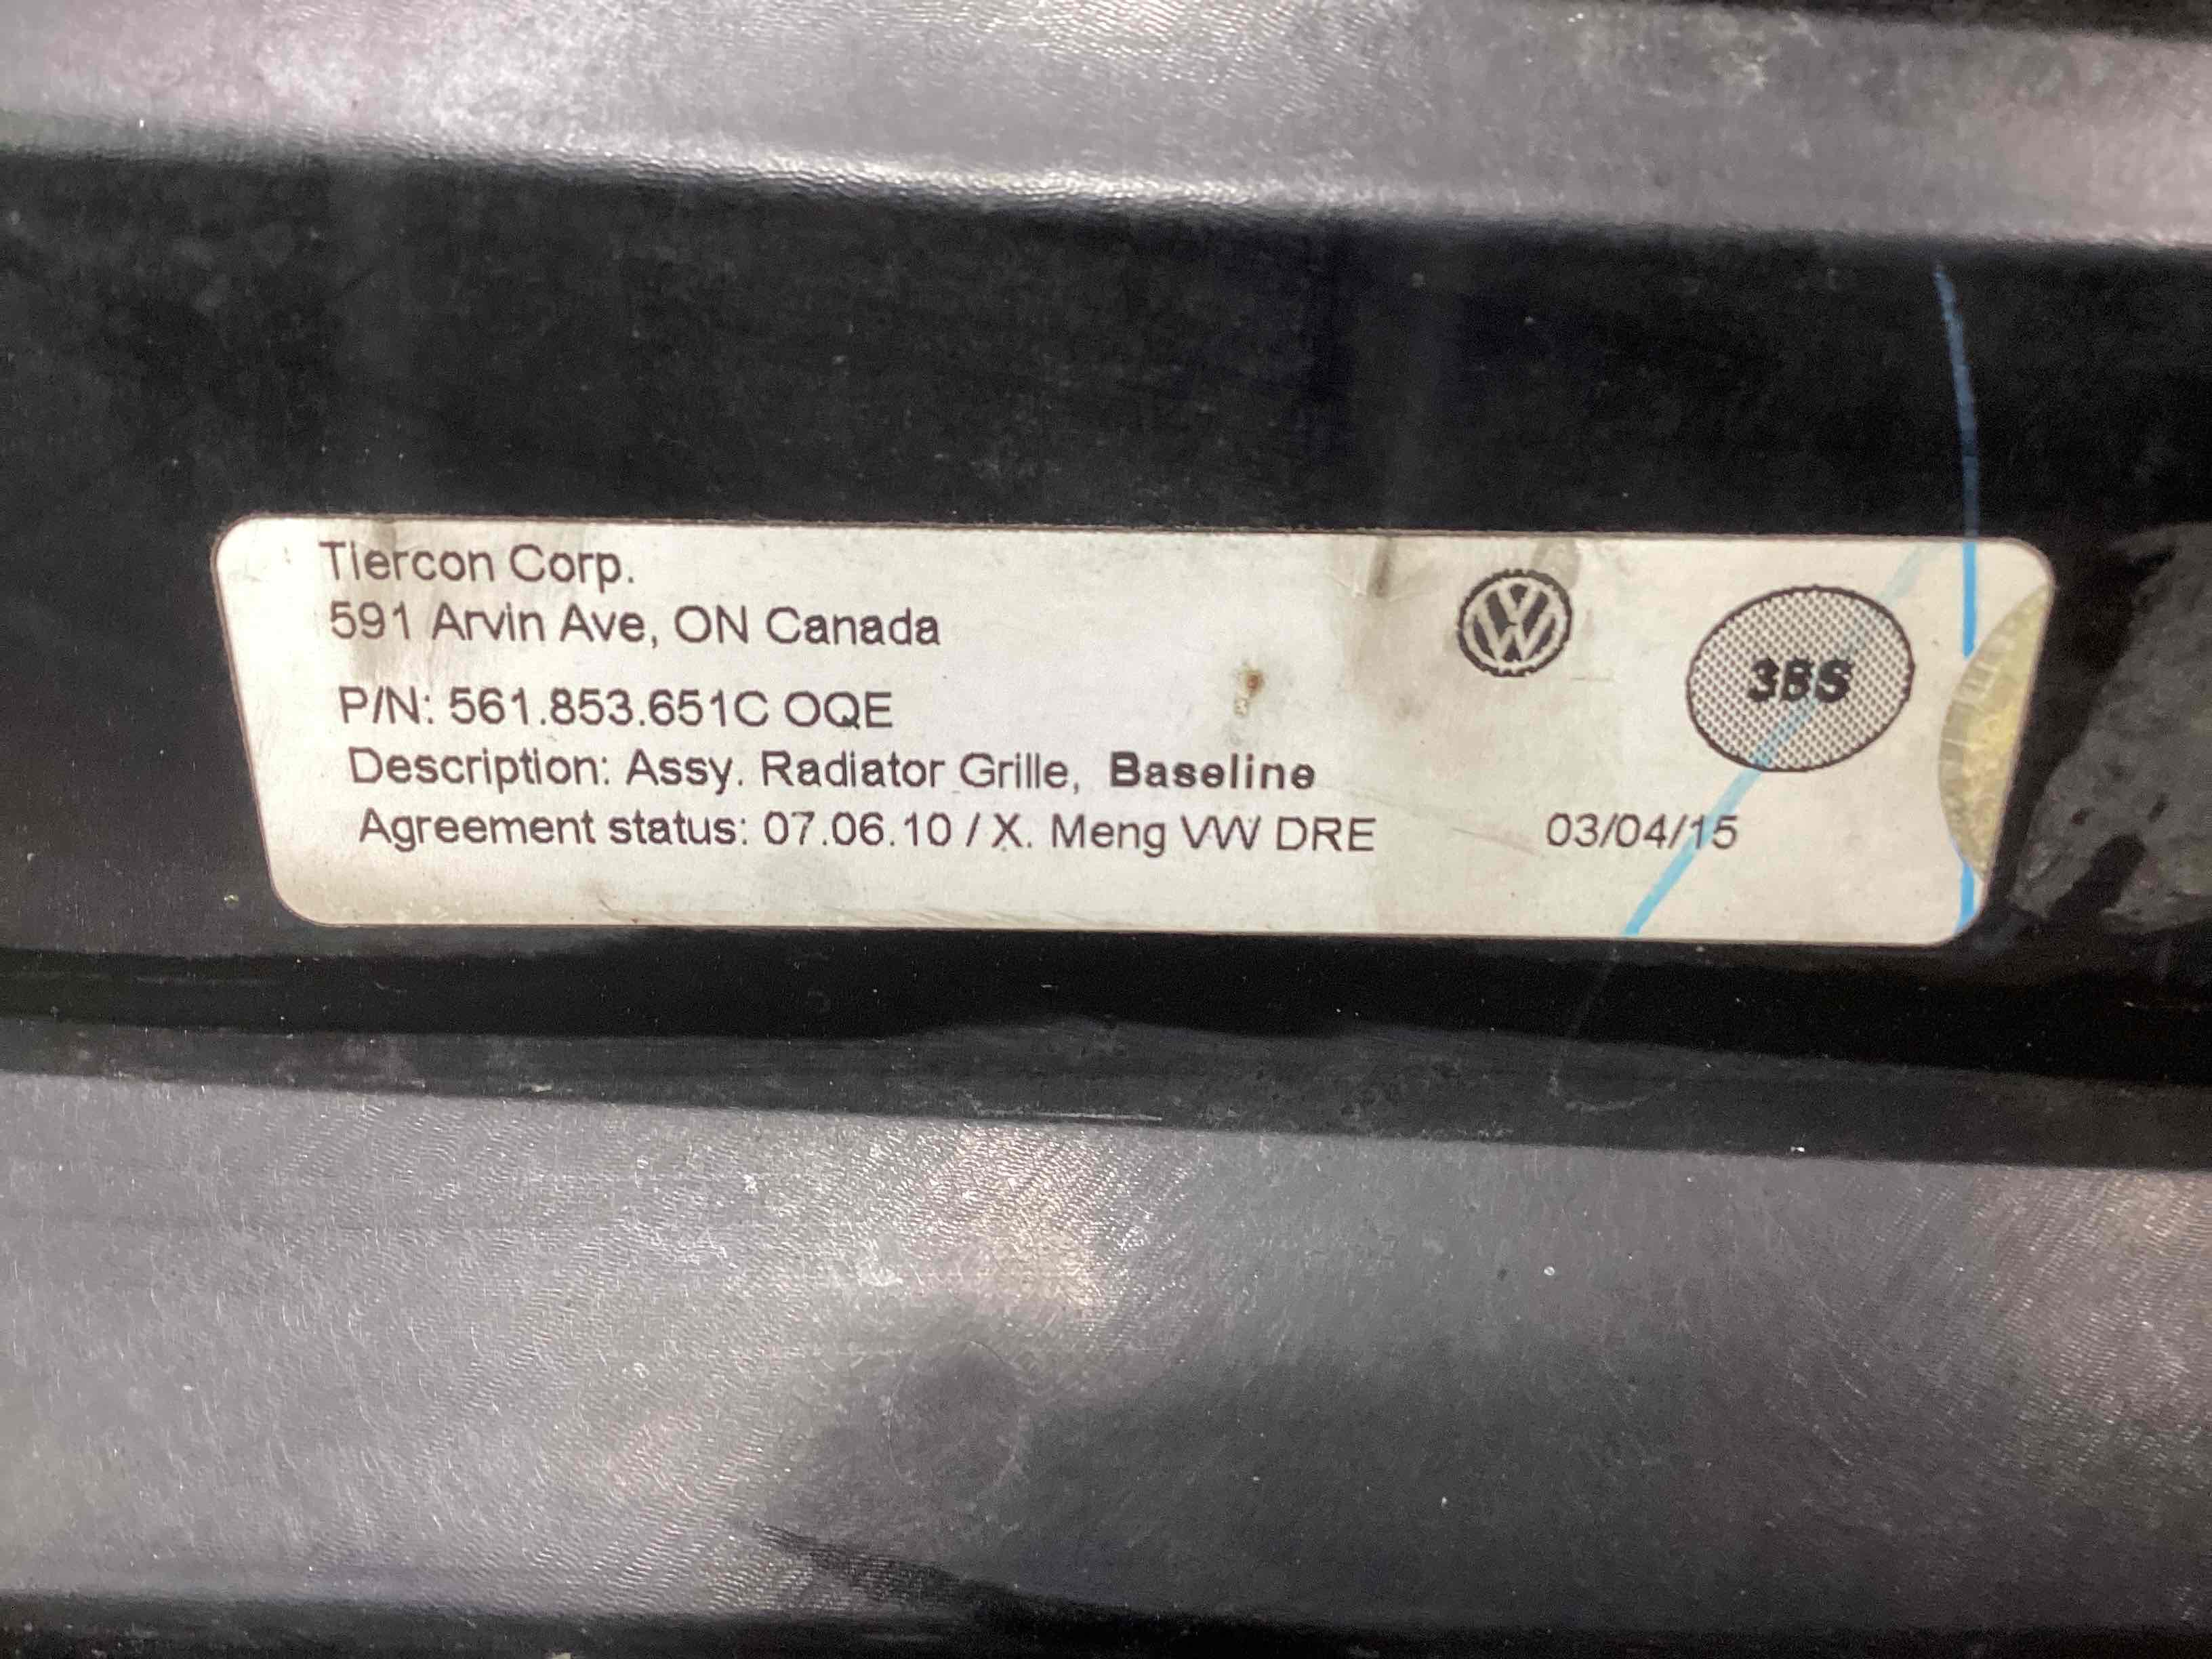 Tiercon Corp.
591 Arvin Ave, ON Canada
P/N: 561.853.651C OQE
Description: Assy. Radiator Grille, Baseline
Agreement status: 07.06.10 / X. Meng VW DRE
03/04/15
VW
3BS